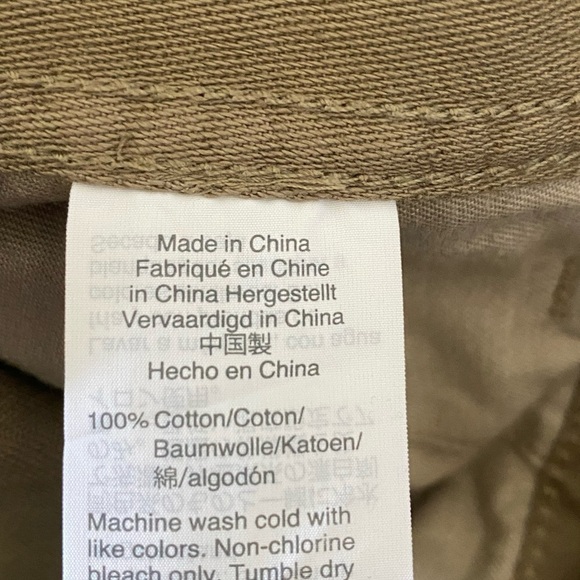 Made in China
Fabriqué en Chine
in China Hergestellt
Vervaardigd in China
中国製
Hecho en China
100% Cotton/Coton/
Baumwolle/Katoen/
綿/algodón
Machine wash cold with
like colors. Non-chlorine
bleach only. Tumble dry